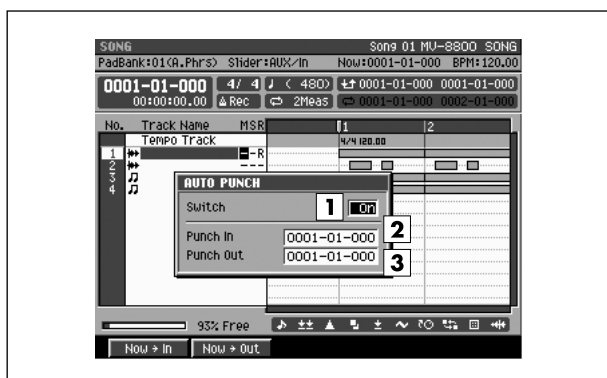 SONG
Song 01 MV-8800 SONG
PadBank:01(A.Phrs) Slider:AUX/In Now:0001-01-000 BPM:120.00
0001-01-000 4/ 4 ♩ ( 480) 0001-01-000 0001-01-000
00:00:00.00 Rec 2Meas 0001-01-000 0002-01-000
No. Track Name MSR 1 2
Tempo Track 4/4 120.00
1 --R
2 ---
3
4
AUTO PUNCH
Switch 1 On
Punch In 0001-01-000 2
Punch Out 0001-01-000 3
93% Free
Now → In Now → Out